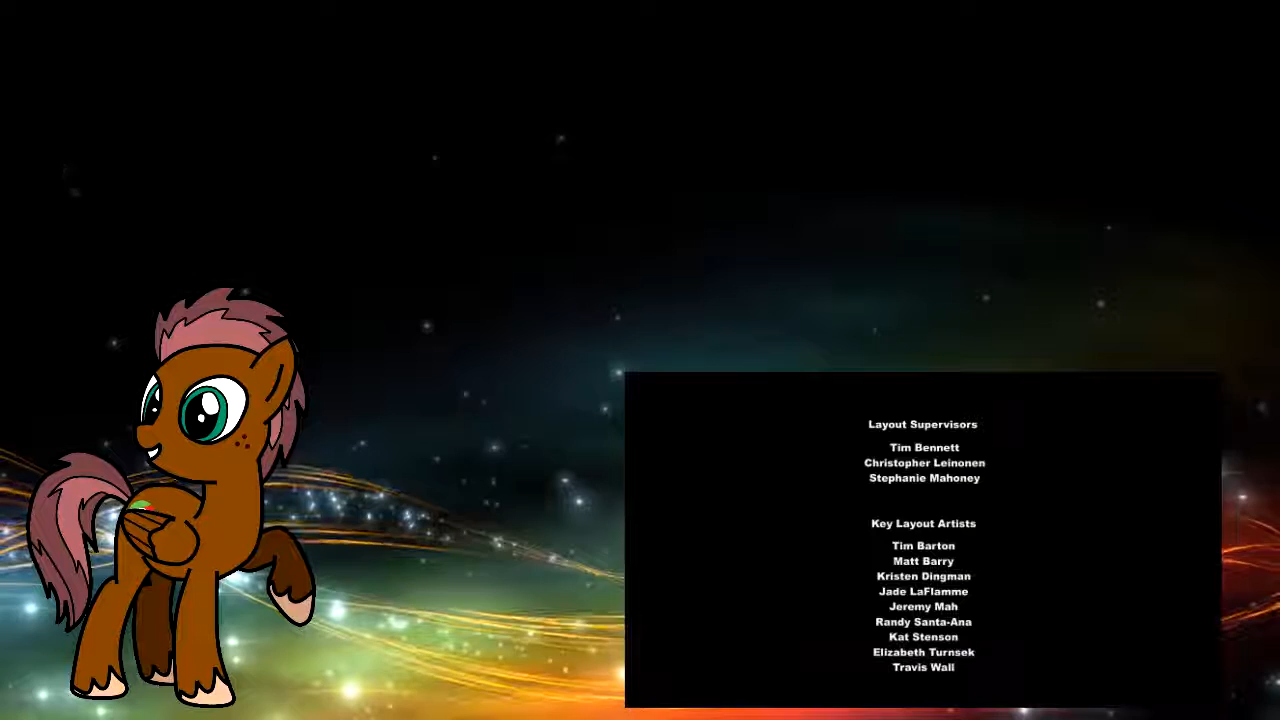 Layout Supervisors
Tim Bennett
Christopher Leinonen
Stephanie Mahoney
Key Layout Artists
Tim Barton
Matt Barry
Kristen Dingman
Jade LaFlamme
Jeremy Mah
Randy Santa-Ana
Kat Stenson
Elizabeth Turnsek
Travis Wall